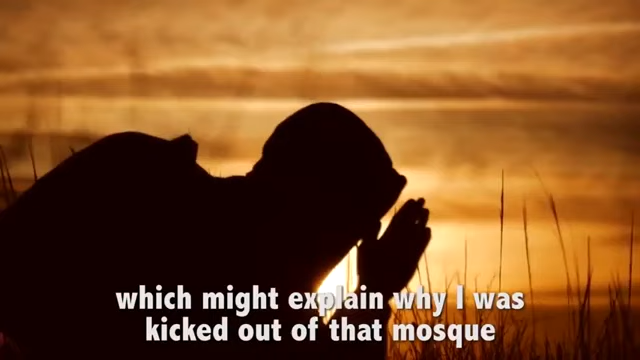 which might explain why I was
kicked out of that mosque